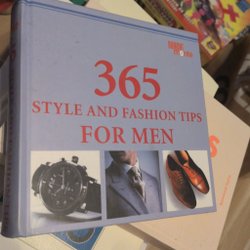 365
STYLE AND FASHION TIPS
FOR MEN